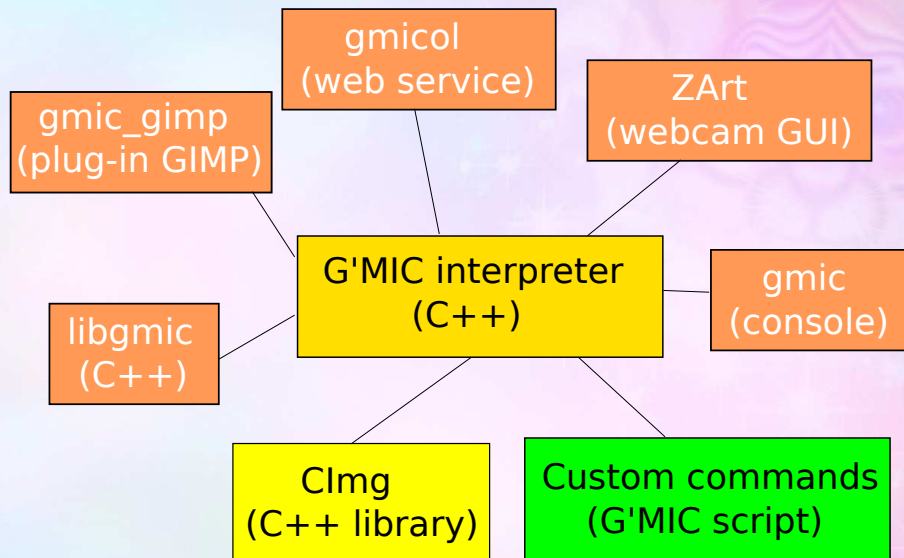 gmicol
(web service)
ZArt
(webcam GUI)
gmic_gimp
(plug-in GIMP)
G'MIC interpreter
(C++)
gmic
(console)
libgmic
(C++)
CImg
(C++ library)
Custom commands
(G'MIC script)